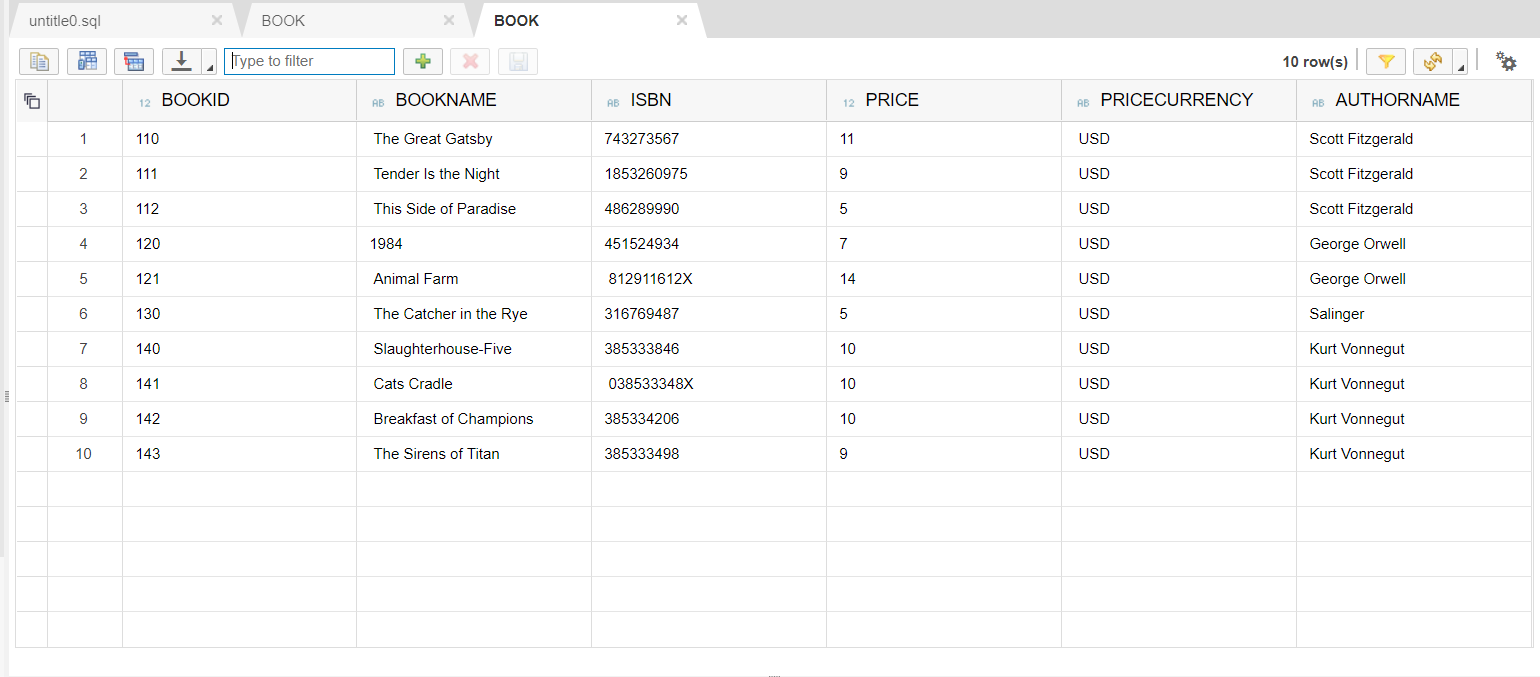 untitle0.sql BOOK BOOK
Type to filter 10 row(s)
12 BOOKID AB BOOKNAME AB ISBN 12 PRICE AB PRICECURRENCY AB AUTHORNAME
1 110 The Great Gatsby 743273567 11 USD Scott Fitzgerald
2 111 Tender Is the Night 1853260975 9 USD Scott Fitzgerald
3 112 This Side of Paradise 486289990 5 USD Scott Fitzgerald
4 120 1984 451524934 7 USD George Orwell
5 121 Animal Farm 812911612X 14 USD George Orwell
6 130 The Catcher in the Rye 316769487 5 USD Salinger
7 140 Slaughterhouse-Five 385333846 10 USD Kurt Vonnegut
8 141 Cats Cradle 038533348X 10 USD Kurt Vonnegut
9 142 Breakfast of Champions 385334206 10 USD Kurt Vonnegut
10 143 The Sirens of Titan 385333498 9 USD Kurt Vonnegut